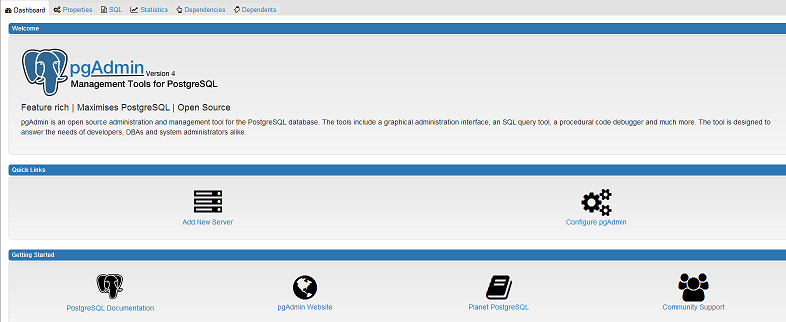 Dashboard Properties SQL Statistics Dependencies Dependents
Welcome
pgAdmin Version 4
Management Tools for PostgreSQL
Feature rich | Maximises PostgreSQL | Open Source
pgAdmin is an open source administration and management tool for the PostgreSQL database. The tools include a graphical administration interface, an SQL query tool, a procedural code debugger and much more. The tool is designed to
answer the needs of developers, DBAs and system administrators alike.
Quick Links
Add New Server Configure pgAdmin
Getting Started
PostgreSQL Documentation pgAdmin Website Planet PostgreSQL Community Support